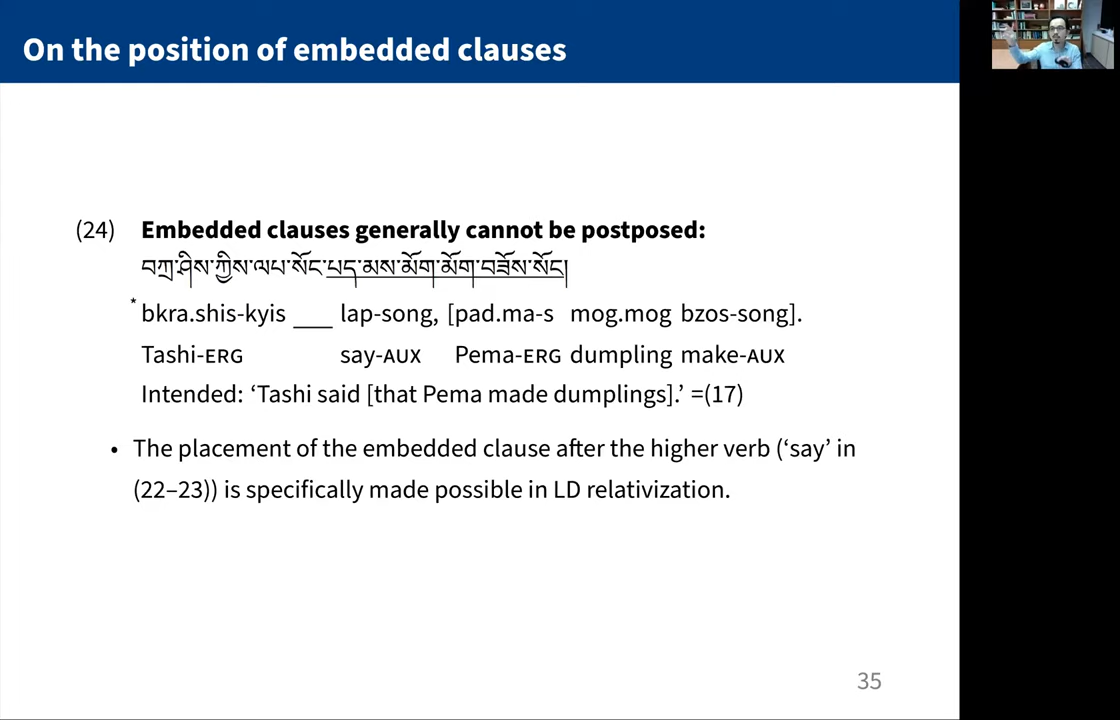 On the position of embedded clauses
(24) Embedded clauses generally cannot be postposed:
བཀྲ་ཤིས་ཀྱིས་ལབ་སོང་པད་མས་མོག་མོག་བཟོས་སོང།
*bkra.shis-kyis ___ lap-song, [pad.ma-s mog.mog bzos-song].
Tashi-ERG say-AUX Pema-ERG dumpling make-AUX
Intended: ‘Tashi said [that Pema made dumplings].’ =(17)
• The placement of the embedded clause after the higher verb (‘say’ in
(22–23)) is specifically made possible in LD relativization.
35